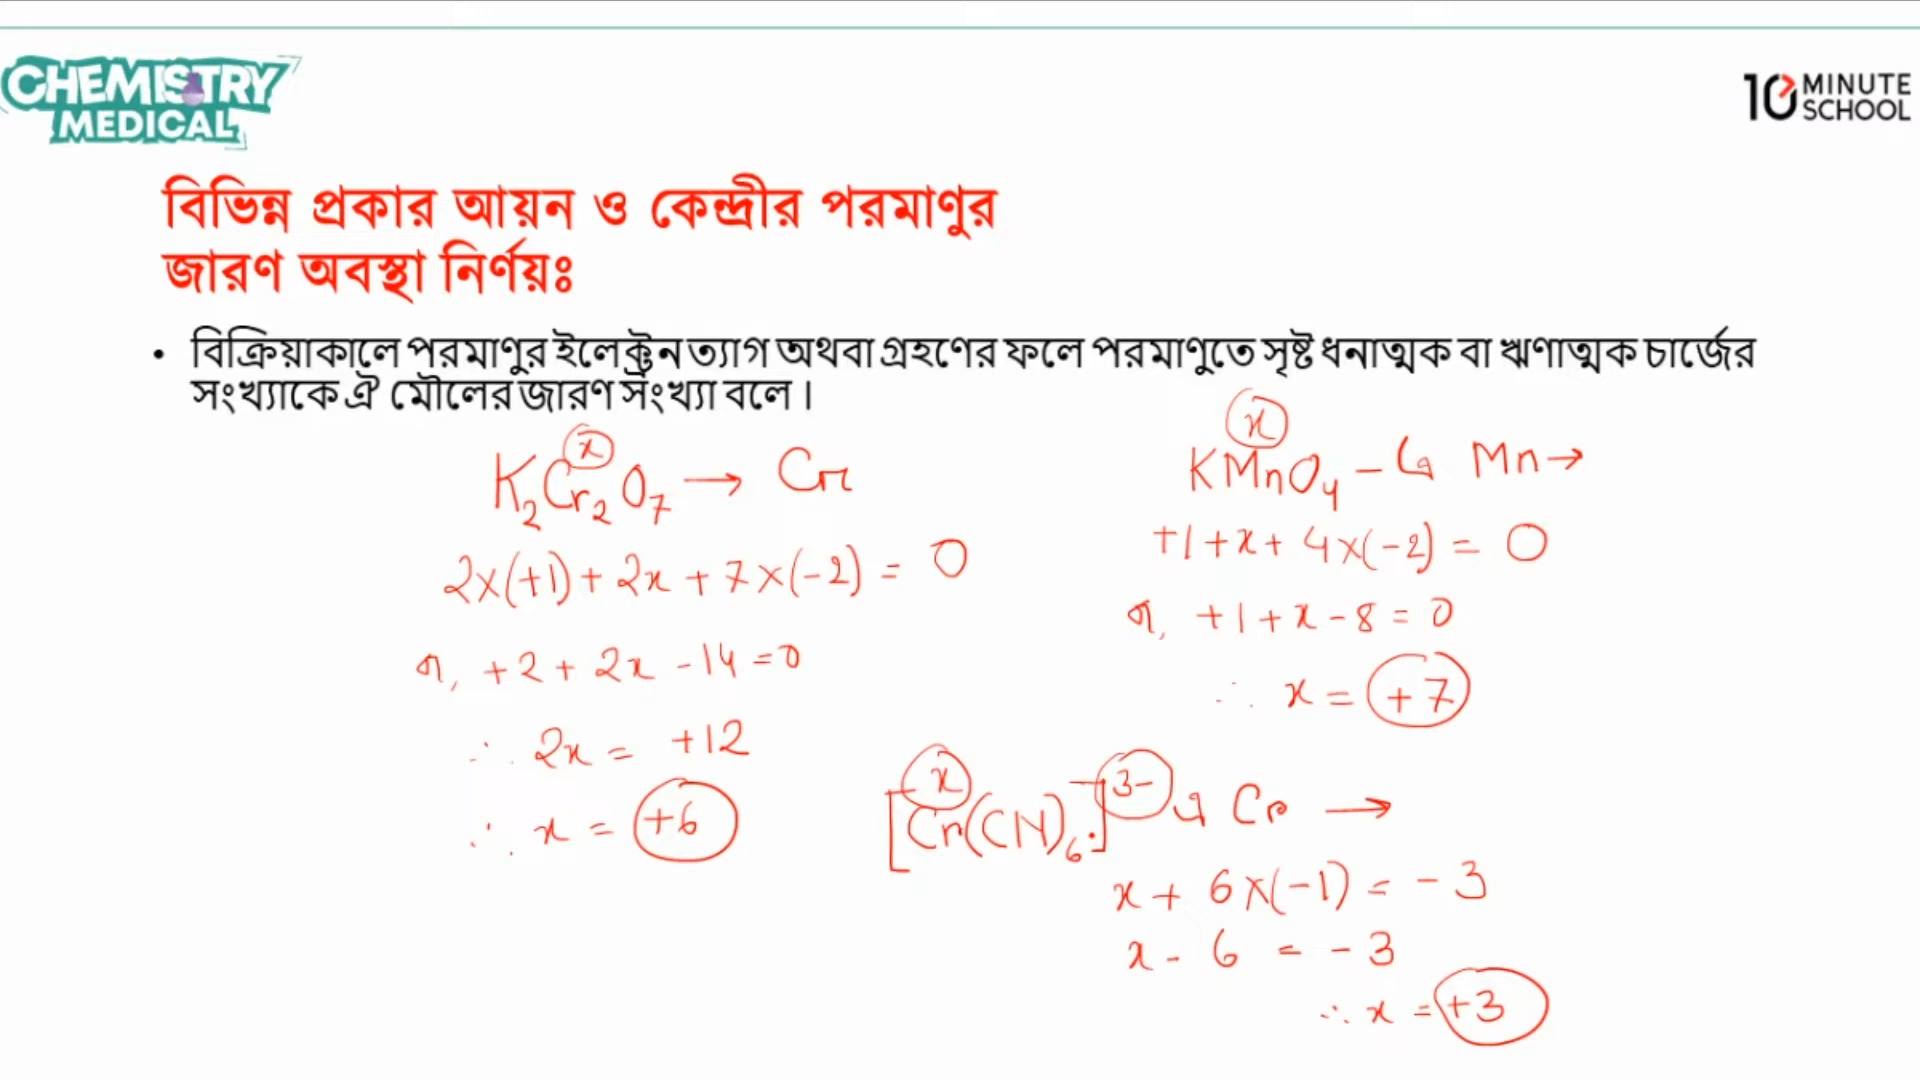 CHEMISTRY
MEDICAL
10 MINUTE
SCHOOL
বিভিন্ন প্রকার আয়ন ও কেন্দ্রীর পরমাণুর
জারণ অবস্থা নির্ণয়ঃ
• বিক্রিয়াকালে পরমাণুর ইলেক্ট্রন ত্যাগ অথবা গ্রহণের ফলে পরমাণুতে সৃষ্ট ধনাত্মক বা ঋণাত্মক চার্জের
সংখ্যাকে ঐ মৌলের জারণ সংখ্যা বলে।
x
K₂Cr₂O₇ → Cr
2×(+1) + 2x + 7×(-2) = 0
বা, +2 + 2x - 14 = 0
∴ 2x = +12
∴ x = +6
x
KMnO₄ - এ Mn →
+1 + x + 4×(-2) = 0
বা, +1 + x - 8 = 0
∴ x = +7
x
[Cr(CN)₆]³⁻ এ Cr →
x + 6×(-1) = -3
x - 6 = -3
∴ x = +3